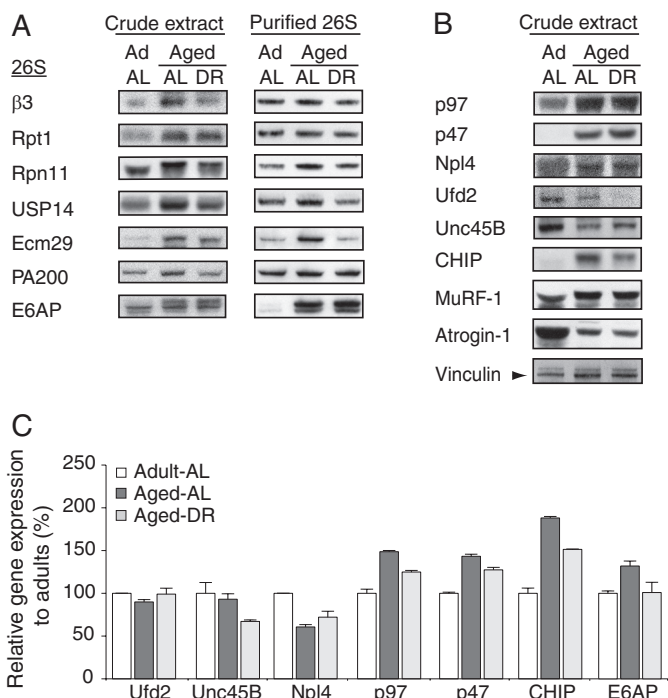 A
Crude extract Purified 26S
Ad Aged Ad Aged
26S AL AL DR AL AL DR
β3
Rpt1
Rpn11
USP14
Ecm29
PA200
E6AP
B
Crude extract
Ad Aged
AL AL DR
p97
p47
Npl4
Ufd2
Unc45B
CHIP
MuRF-1
Atrogin-1
Vinculin
C
Relative gene expression
to adults (%)
250
200
150
100
50
0
Adult-AL
Aged-AL
Aged-DR
Ufd2 Unc45B Npl4 p97 p47 CHIP E6AP